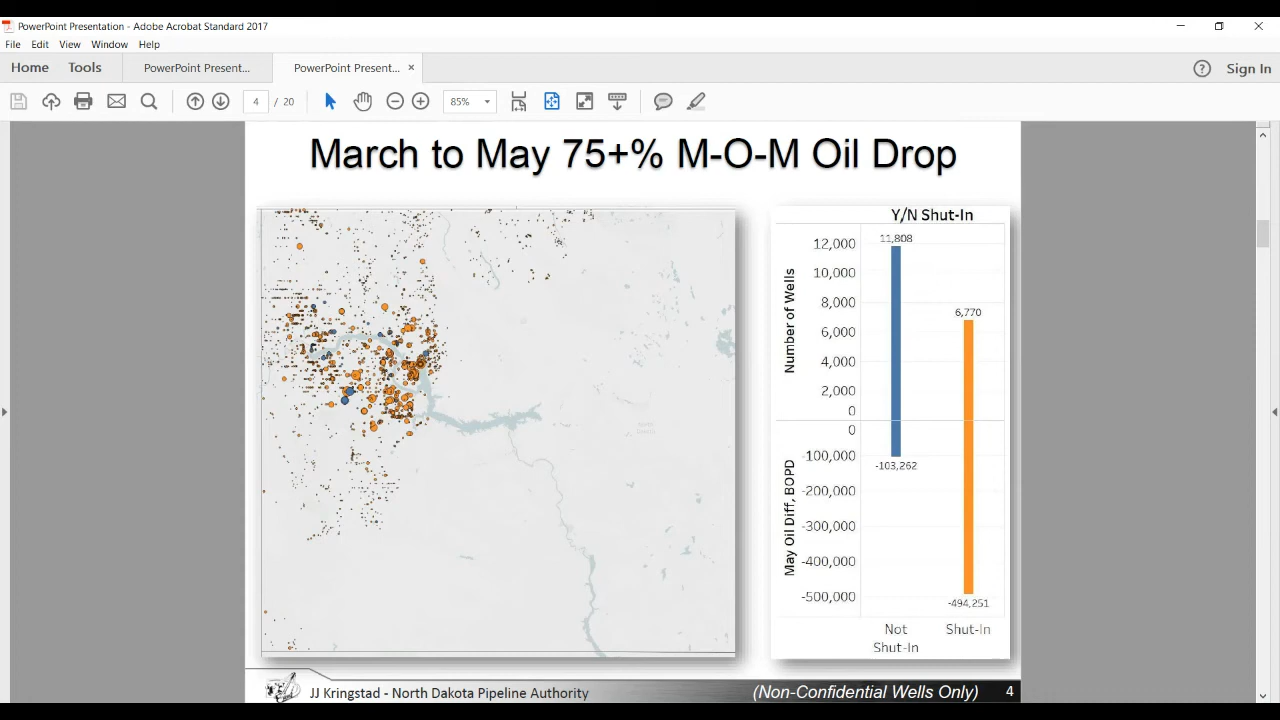 PowerPoint Presentation - Adobe Acrobat Standard 2017
File Edit View Window Help
Home Tools PowerPoint Present... PowerPoint Present... × Sign In
4 / 20 85%
March to May 75+% M-O-M Oil Drop
Y/N Shut-In
Number of Wells
12,000
10,000
8,000
6,000
4,000
2,000
0
11,808
6,770
May Oil Diff, BOPD
0
-100,000
-200,000
-300,000
-400,000
-500,000
-103,262
-494,251
Not
Shut-In
Shut-In
JJ Kringstad - North Dakota Pipeline Authority
(Non-Confidential Wells Only) 4